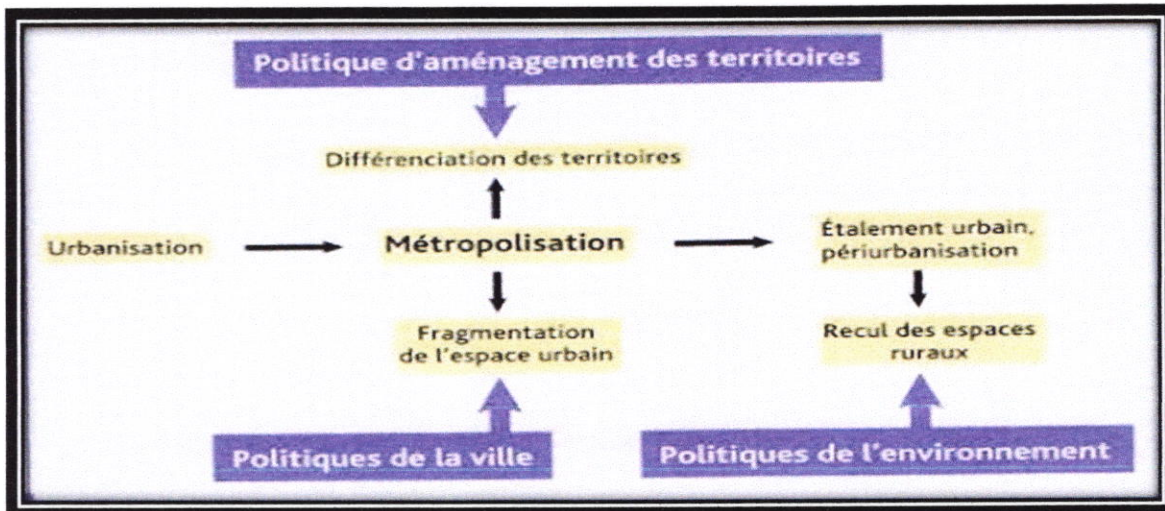 Politique d'aménagement des territoires
Différenciation des territoires
Urbanisation
Métropolisation
Étalement urbain,
périurbanisation
Fragmentation
de l'espace urbain
Recul des espaces
ruraux
Politiques de la ville
Politiques de l'environnement